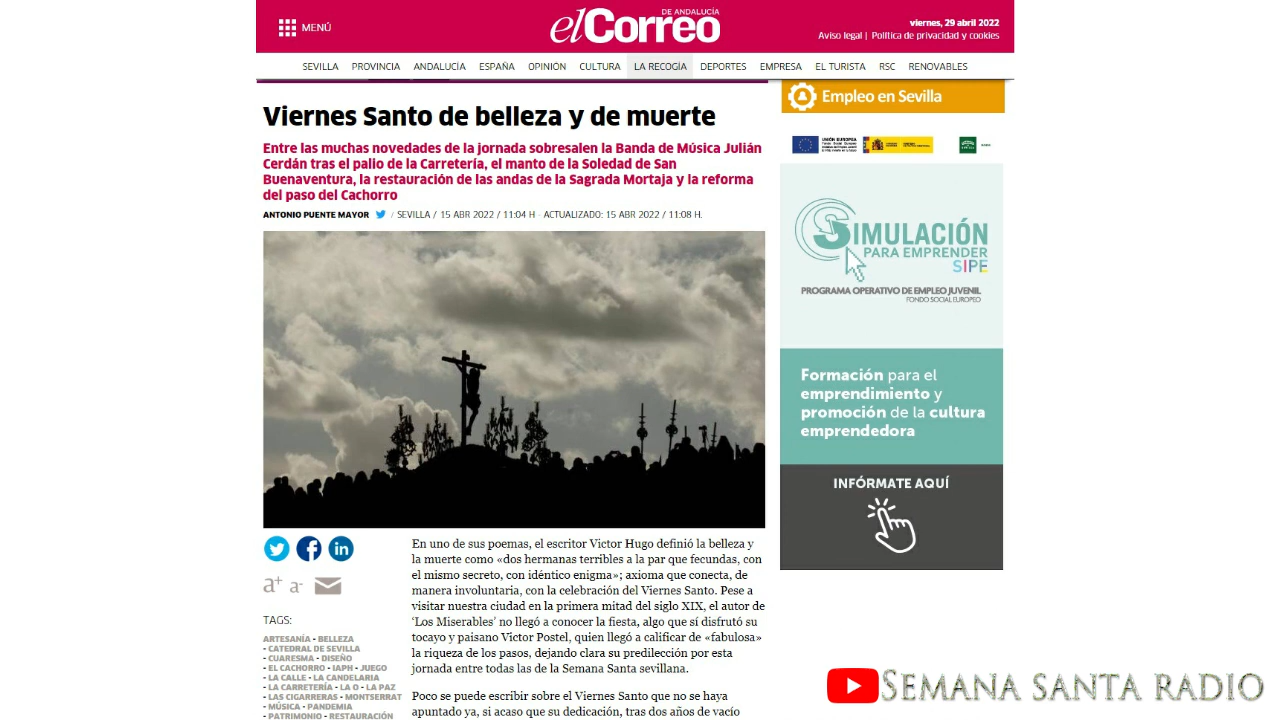 MENÚ
el Correo
DE ANDALUCÍA
viernes, 29 abril 2022
Aviso legal | Política de privacidad y cookies
SEVILLA PROVINCIA ANDALUCÍA ESPAÑA OPINION CULTURA LA RECOGÍA DEPORTES EMPRESA EL TURISTA RSC RENOVABLES
Viernes Santo de belleza y de muerte
Entre las muchas novedades de la jornada sobresalen la Banda de Música Julián
Cerdán tras el palio de la Carretería, el manto de la Soledad de San
Buenaventura, la restauración de las andas de la Sagrada Mortaja y la reforma
del paso del Cachorro
ANTONIO PUENTE MAYOR / SEVILLA / 15 ABR 2022 / 11:04 H - ACTUALIZADO: 15 ABR 2022 / 11:08 H.
a+ a-
TAGS:
ARTESANÍA - BELLEZA
- CATEDRAL DE SEVILLA
- CUARESMA - DISEÑO
- EL CACHORRO - IAPH - JUEGO
- LA CALLE - LA CANDELARIA
- LA CARRETERÍA - LA O - LA PAZ
- LAS CIGARRERAS - MONTSERRAT
- MÚSICA - PANDEMIA
- PATRIMONIO - RESTAURACIÓN
En uno de sus poemas, el escritor Victor Hugo definió la belleza y
la muerte como «dos hermanas terribles a la par que fecundas, con
el mismo secreto, con idéntico enigma»; axioma que conecta, de
manera involuntaria, con la celebración del Viernes Santo. Pese a
visitar nuestra ciudad en la primera mitad del siglo XIX, el autor de
‘Los Miserables’ no llegó a conocer la fiesta, algo que sí disfrutó su
tocayo y paisano Victor Postel, quien llegó a calificar de «fabulosa»
la riqueza de los pasos, dejando clara su predilección por esta
jornada entre todas las de la Semana Santa sevillana.
Poco se puede escribir sobre el Viernes Santo que no se haya
apuntado ya, si acaso que su dedicación, tras dos años de vacío
Empleo en Sevilla
UNIÓN EUROPEA
SIMULACIÓN
PARA EMPRENDER
SIPE
PROGRAMA OPERATIVO DE EMPLEO JUVENIL
FONDO SOCIAL EUROPEO
Formación para el
emprendimiento y
promoción de la cultura
emprendedora
INFÓRMATE AQUÍ
SEMANA SANTA RADIO